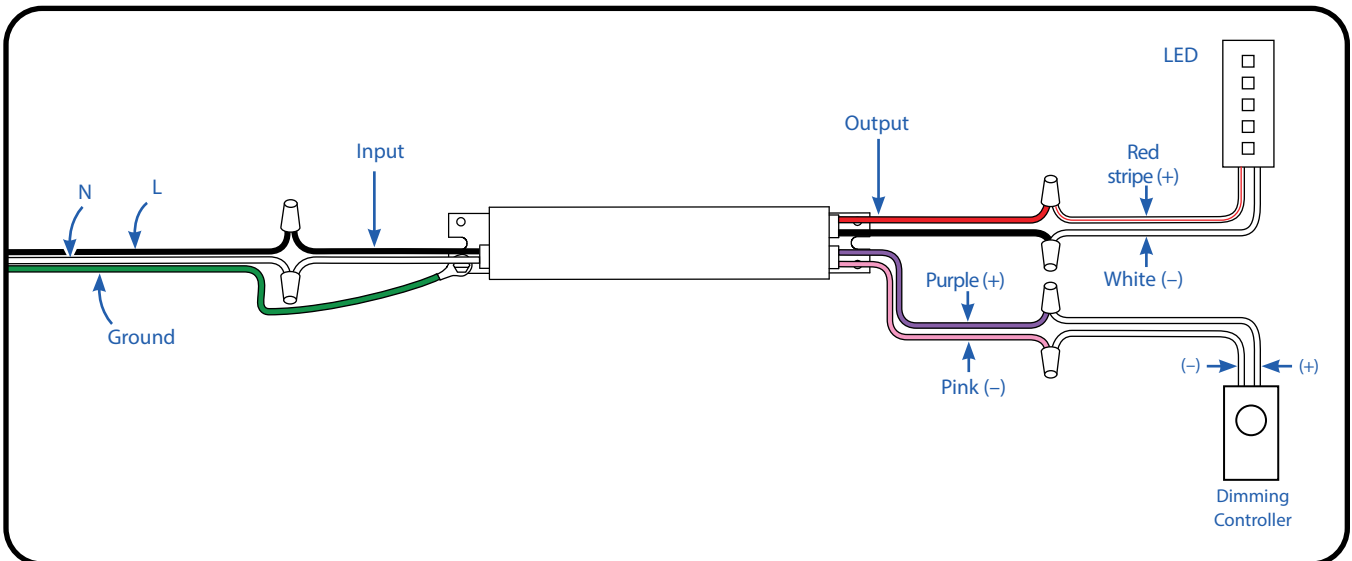 LED
Output
Input
Red
stripe (+)
N
L
Purple (+)
White (–)
Ground
(–)
(+)
Pink (–)
Dimming
Controller